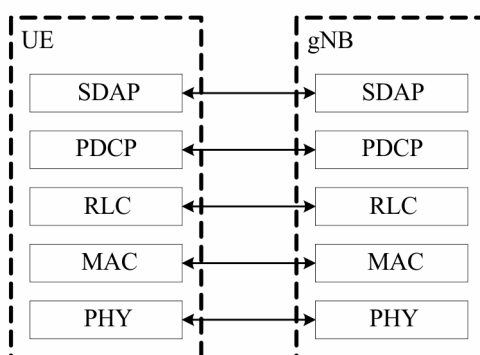 UE gNB
SDAP SDAP
PDCP PDCP
RLC RLC
MAC MAC
PHY PHY